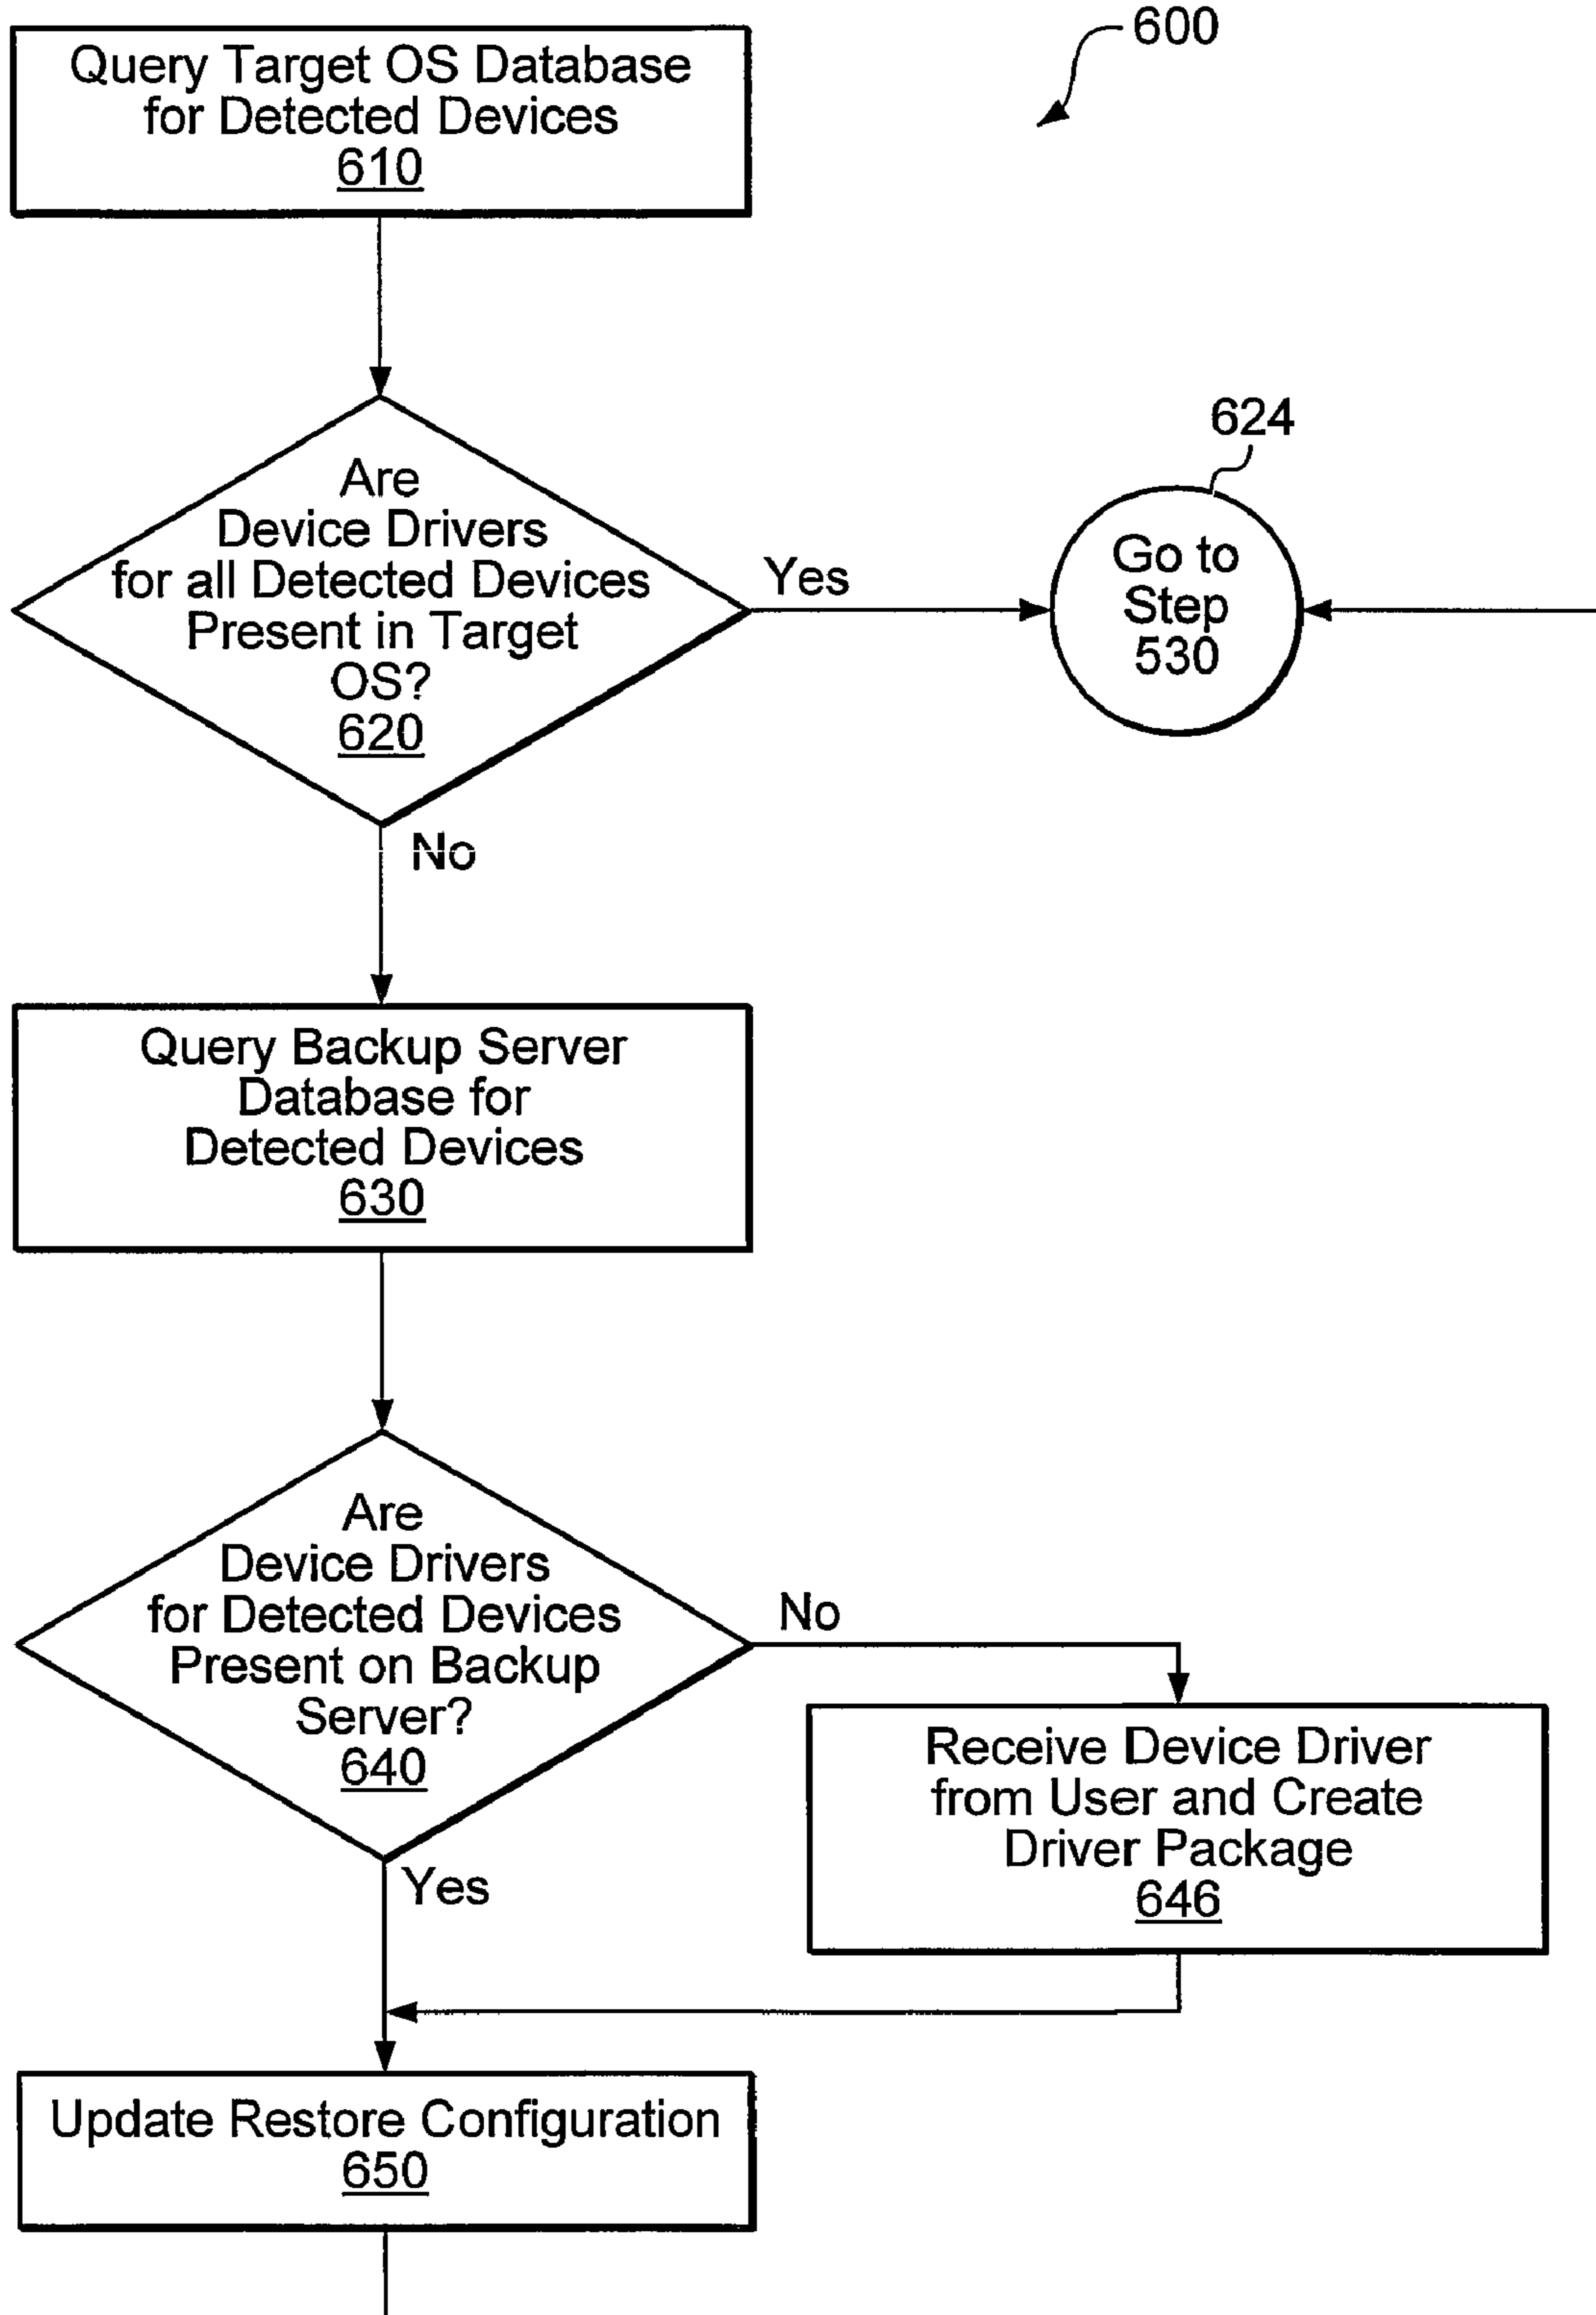 600
Query Target OS Database
for Detected Devices
610
Are
Device Drivers
for all Detected Devices
Present in Target
OS?
620
Yes
624
Go to
Step
530
No
Query Backup Server
Database for
Detected Devices
630
Are
Device Drivers
for Detected Devices
Present on Backup
Server?
640
No
Receive Device Driver
from User and Create
Driver Package
646
Yes
Update Restore Configuration
650